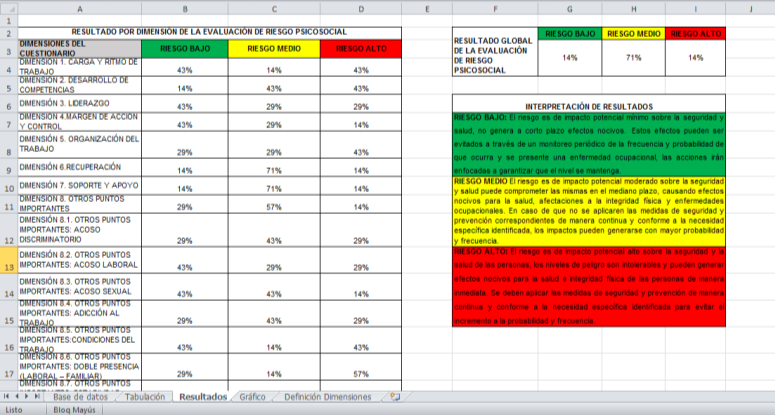 A B C D E F G H I J
1
2 RESULTADO POR DIMENSIÓN DE LA EVALUACIÓN DE RIESGO PSICOSOCIAL
3 DIMENSIONES DEL
CUESTIONARIO RIESGO BAJO RIESGO MEDIO RIESGO ALTO
DIMENSIÓN 1. CARGA Y RITMO DE
4 TRABAJO 43% 14% 43%
DIMENSIÓN 2. DESARROLLO DE
5 COMPETENCIAS 14% 43% 43%
6 DIMENSIÓN 3. LIDERAZGO 43% 29% 29%
DIMENSIÓN 4.MARGEN DE ACCIÓN
7 Y CONTROL 43% 29% 14%
DIMENSIÓN 5. ORGANIZACIÓN DEL
8 TRABAJO 29% 29% 43%
9 DIMENSIÓN 6.RECUPERACIÓN 14% 71% 14%
10 DIMENSIÓN 7. SOPORTE Y APOYO 14% 71% 14%
DIMENSIÓN 8. OTROS PUNTOS
11 IMPORTANTES 29% 57% 14%
DIMENSIÓN 8.1. OTROS PUNTOS
IMPORTANTES: ACOSO
12 DISCRIMINATORIO 29% 43% 29%
DIMENSIÓN 8.2. OTROS PUNTOS
13 IMPORTANTES: ACOSO LABORAL 43% 29% 29%
DIMENSIÓN 8.3. OTROS PUNTOS
14 IMPORTANTES: ACOSO SEXUAL 43% 43% 14%
DIMENSIÓN 8.4. OTROS PUNTOS
IMPORTANTES: ADICCIÓN AL
15 TRABAJO 29% 43% 29%
DIMENSIÓN 8.5. OTROS PUNTOS
IMPORTANTES:CONDICIONES DEL
16 TRABAJO 43% 14% 43%
DIMENSIÓN 8.6. OTROS PUNTOS
IMPORTANTES: DOBLE PRESENCIA
17 (LABORAL – FAMILIAR) 29% 14% 57%
DIMENSIÓN 8.7. OTROS PUNTOS
RESULTADO GLOBAL
DE LA EVALUACIÓN
DE RIESGO
PSICOSOCIAL
RIESGO BAJO RIESGO MEDIO RIESGO ALTO
14% 71% 14%
INTERPRETACIÓN DE RESULTADOS
RIESGO BAJO: El riesgo es de impacto potencial mínimo sobre la seguridad y
salud, no genera a corto plazo efectos nocivos. Estos efectos pueden ser
evitados a través de un monitoreo periódico de la frecuencia y probabilidad de
que ocurra y se presente una enfermedad ocupacional, las acciones irán
enfocadas a garantizar que el nivel se mantenga.
RIESGO MEDIO El riesgo es de impacto potencial moderado sobre la seguridad
y salud puede comprometer las mismas en el mediano plazo, causando efectos
nocivos para la salud, afectaciones a la integridad física y enfermedades
ocupacionales. En caso de que no se aplicaren las medidas de seguridad y
prevención correspondientes de manera continua y conforme a la necesidad
específica identificada, los impactos pueden generarse con mayor probabilidad
y frecuencia.
RIESGO ALTO: El riesgo es de impacto potencial alto sobre la seguridad y la
salud de las personas, los niveles de peligro son intolerables y pueden generar
efectos nocivos para la salud e integridad física de las personas de manera
inmediata. Se deben aplicar las medidas de seguridad y prevención de manera
continua y conforme a la necesidad específica identificada para evitar el
incremento a la probabilidad y frecuencia.
Base de datos Tabulación Resultados Gráfico Definición Dimensiones
Listo Bloq Mayús